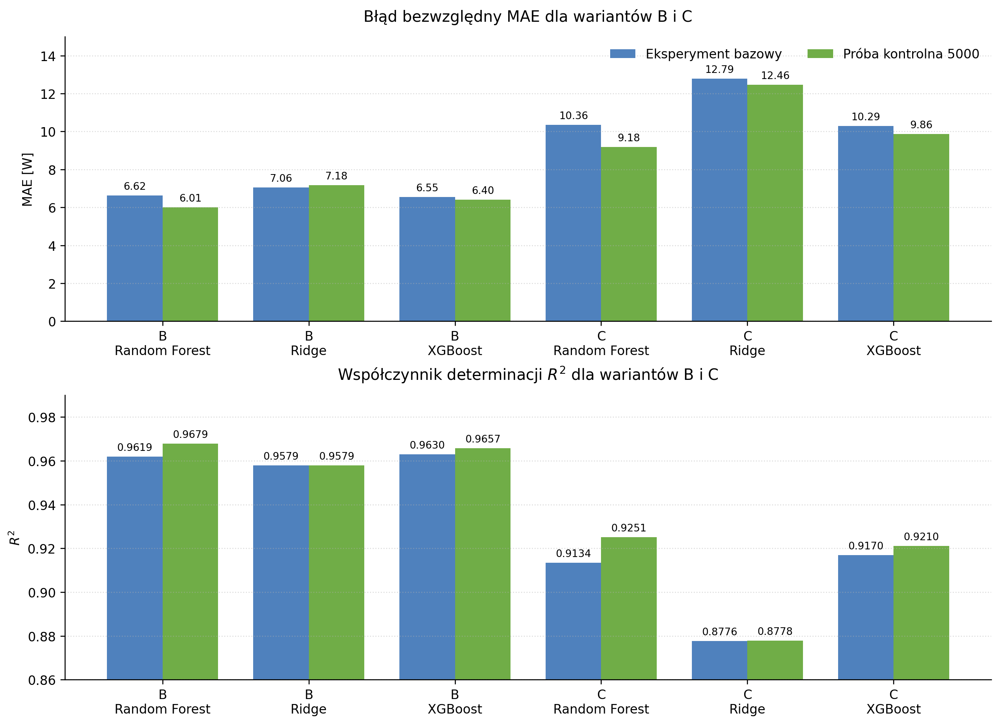 Błąd bezwzględny MAE dla wariantów B i C
Eksperyment bazowy
Próba kontrolna 5000
MAE [W]
14
12
10
8
6
4
2
0
6.62
6.01
7.06
7.18
6.55
6.40
10.36
9.18
12.79
12.46
10.29
9.86
B
Random Forest
B
Ridge
B
XGBoost
C
Random Forest
C
Ridge
C
XGBoost
Współczynnik determinacji R² dla wariantów B i C
R²
0.98
0.96
0.94
0.92
0.90
0.88
0.86
0.9619
0.9679
0.9579
0.9579
0.9630
0.9657
0.9134
0.9251
0.8776
0.8778
0.9170
0.9210
B
Random Forest
B
Ridge
B
XGBoost
C
Random Forest
C
Ridge
C
XGBoost